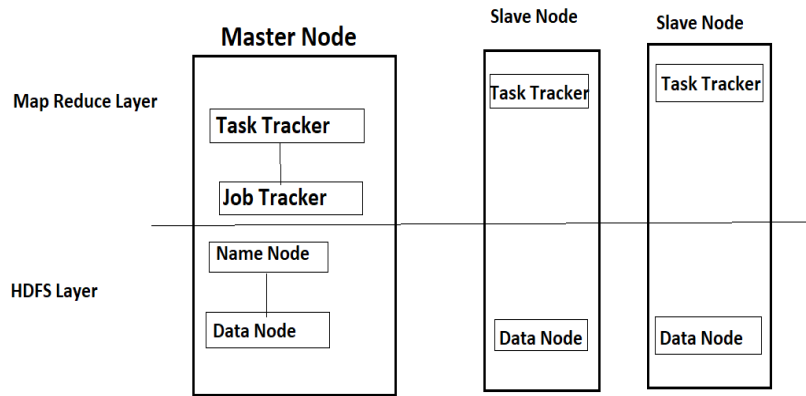 Master Node
Slave Node
Slave Node
Map Reduce Layer
Task Tracker
Task Tracker
Task Tracker
Job Tracker
HDFS Layer
Name Node
Data Node
Data Node
Data Node